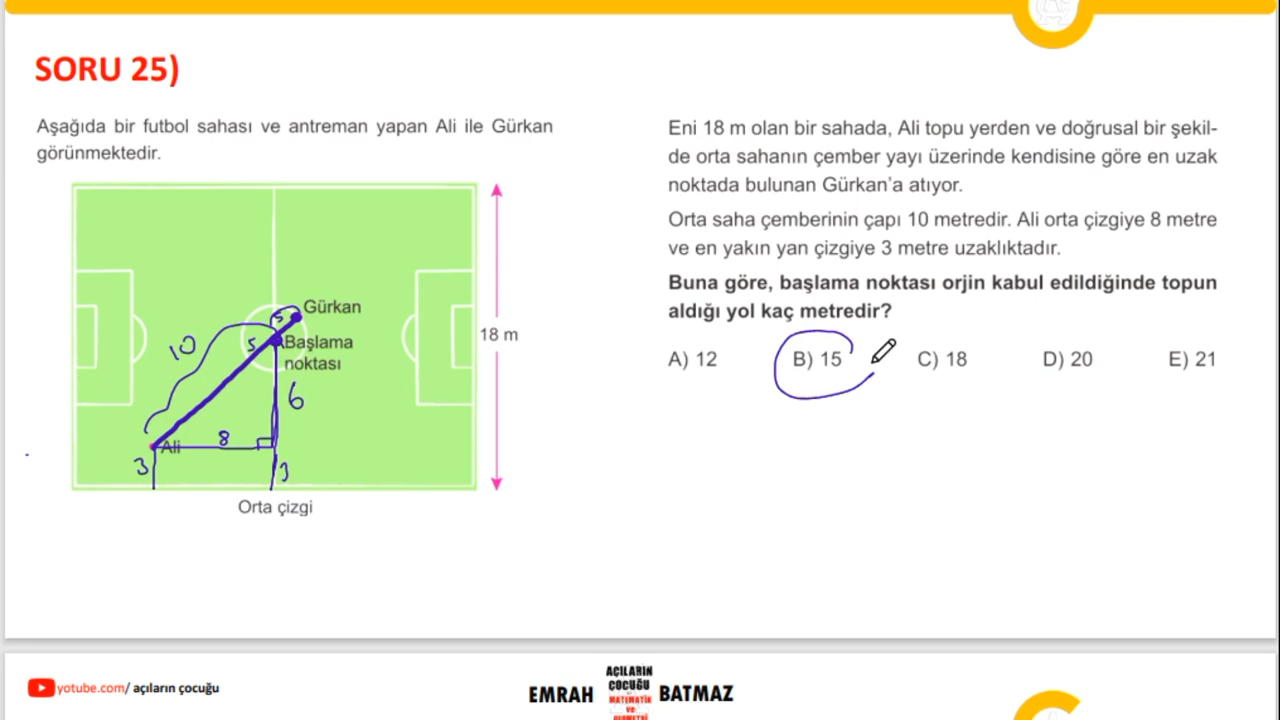 SORU 25)
Aşağıda bir futbol sahası ve antreman yapan Ali ile Gürkan
görünmektedir.
Gürkan
5
Başlama
noktası
5
10
18 m
6
8
Ali
3
3
Orta çizgi
Eni 18 m olan bir sahada, Ali topu yerden ve doğrusal bir şekil-
de orta sahanın çember yayı üzerinde kendisine göre en uzak
noktada bulunan Gürkan'a atıyor.
Orta saha çemberinin çapı 10 metredir. Ali orta çizgiye 8 metre
ve en yakın yan çizgiye 3 metre uzaklıktadır.
Buna göre, başlama noktası orjin kabul edildiğinde topun
aldığı yol kaç metredir?
A) 12 B) 15 C) 18 D) 20 E) 21
yotube.com/ açıların çocuğu
EMRAH BATMAZ
AÇILARIN
ÇOCUĞU
MATEMATİK
ve